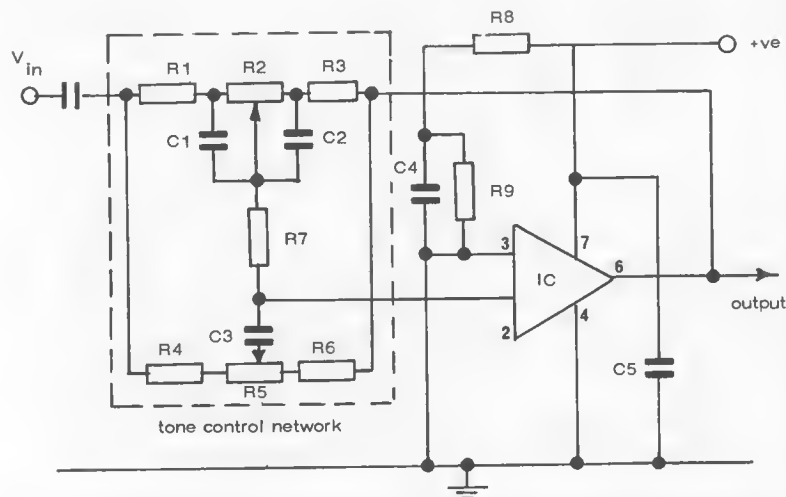 R8
+ve
V in
R1
R2
R3
C1
C2
C4
R9
R7
3
7
IC
6
output
C3
2
4
R4
R5
R6
C5
tone control network